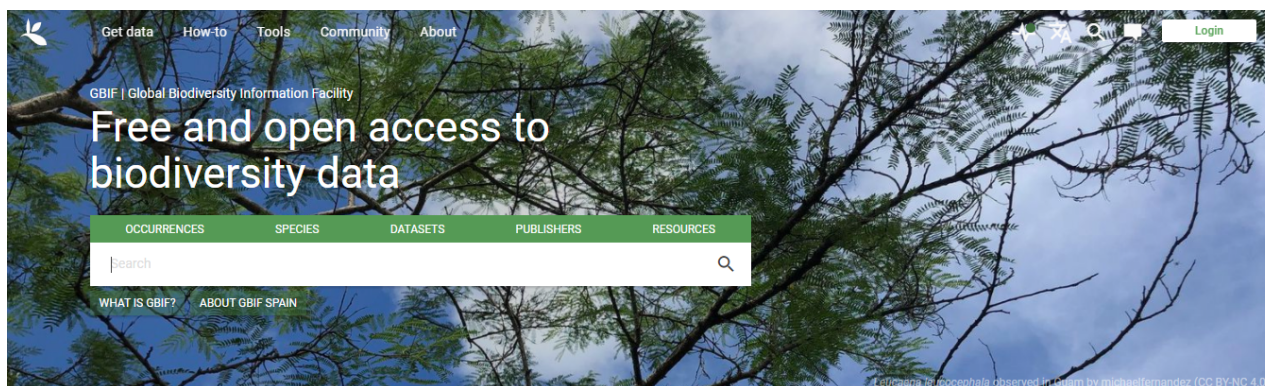 Get data How-to Tools Community About Login
GBIF | Global Biodiversity Information Facility
Free and open access to
biodiversity data
OCCURRENCES SPECIES DATASETS PUBLISHERS RESOURCES
Search
WHAT IS GBIF? ABOUT GBIF SPAIN
Leucaena leucocephala observed in Guam by michaelfernandez (CC BY-NC 4.0